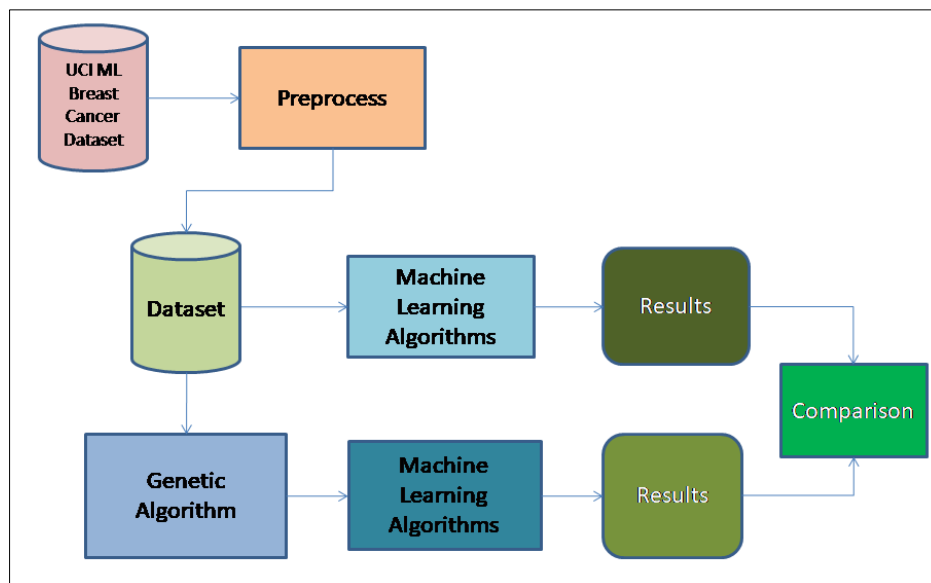 UCI ML
Breast
Cancer
Dataset
Preprocess
Dataset
Machine
Learning
Algorithms
Results
Comparison
Genetic
Algorithm
Machine
Learning
Algorithms
Results